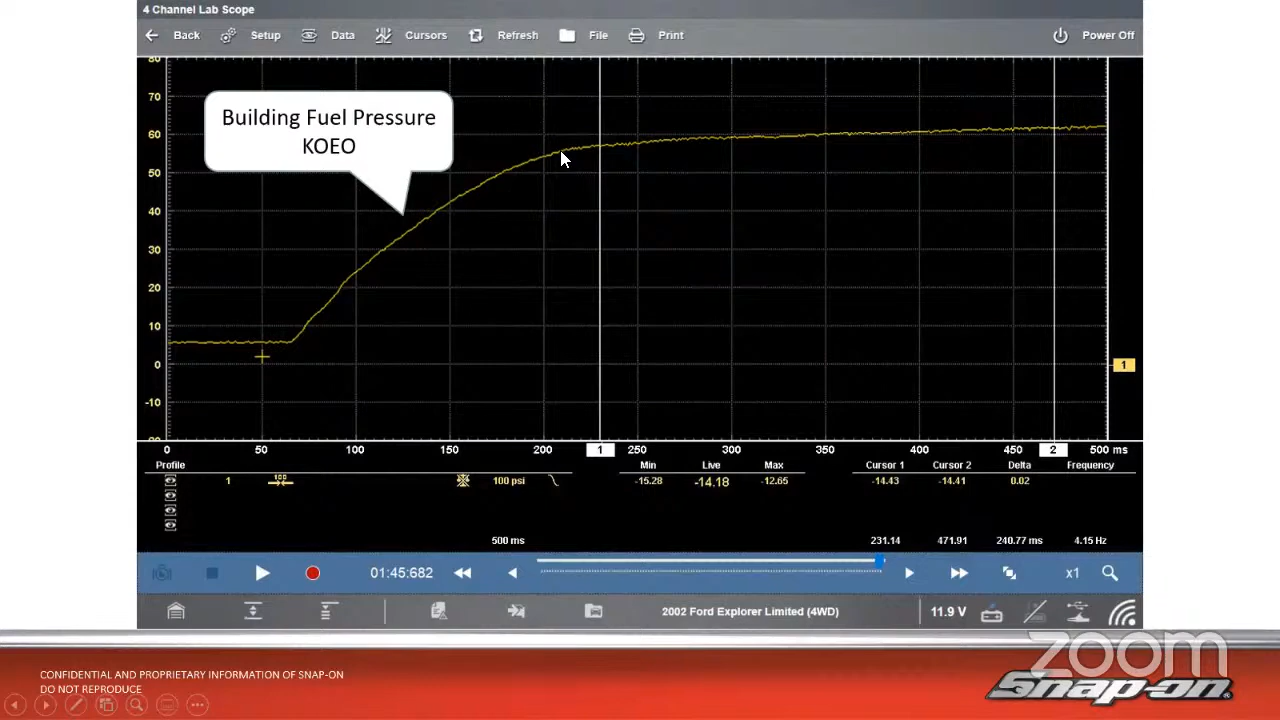 4 Channel Lab Scope
Back Setup Data Cursors Refresh File Print Power Off
80
70
60
50
40
30
20
10
0
-10
Building Fuel Pressure
KOEO
1
0 50 100 150 200 1 250 300 350 400 450 2 500 ms
Profile Min Live Max Cursor 1 Cursor 2 Delta Frequency
1 100 100 psi -15.28 -14.18 -12.65 -14.43 -14.41 0.02
500 ms 231.14 471.91 240.77 ms 4.15 Hz
01:45:682 x1
2002 Ford Explorer Limited (4WD) 11.9 V
zoom
CONFIDENTIAL AND PROPRIETARY INFORMATION OF SNAP-ON
DO NOT REPRODUCE
Snap-on